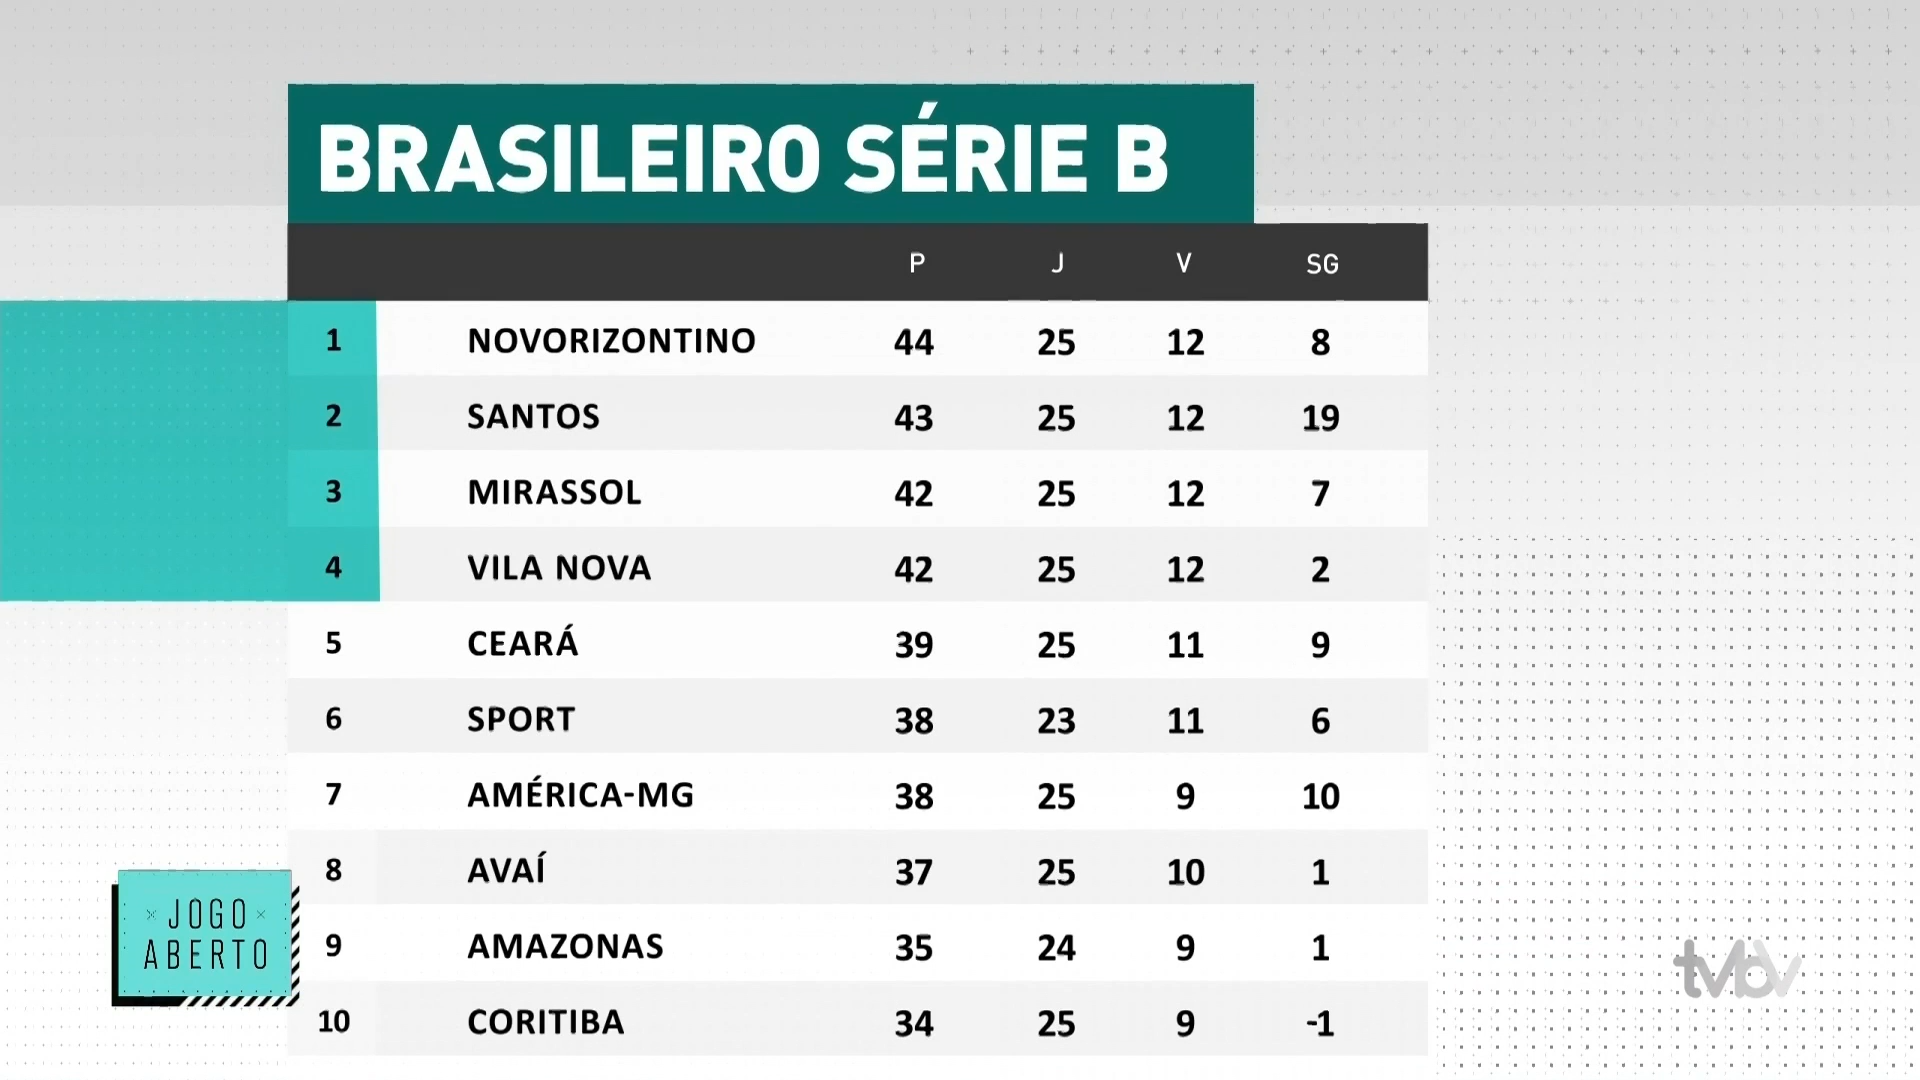 BRASILEIRO SÉRIE B
P J V SG
1 NOVORIZONTINO 44 25 12 8
2 SANTOS 43 25 12 19
3 MIRASSOL 42 25 12 7
4 VILA NOVA 42 25 12 2
5 CEARÁ 39 25 11 9
6 SPORT 38 23 11 6
7 AMÉRICA-MG 38 25 9 10
8 AVAÍ 37 25 10 1
9 AMAZONAS 35 24 9 1
10 CORITIBA 34 25 9 -1
JOGO
ABERTO
tvbv